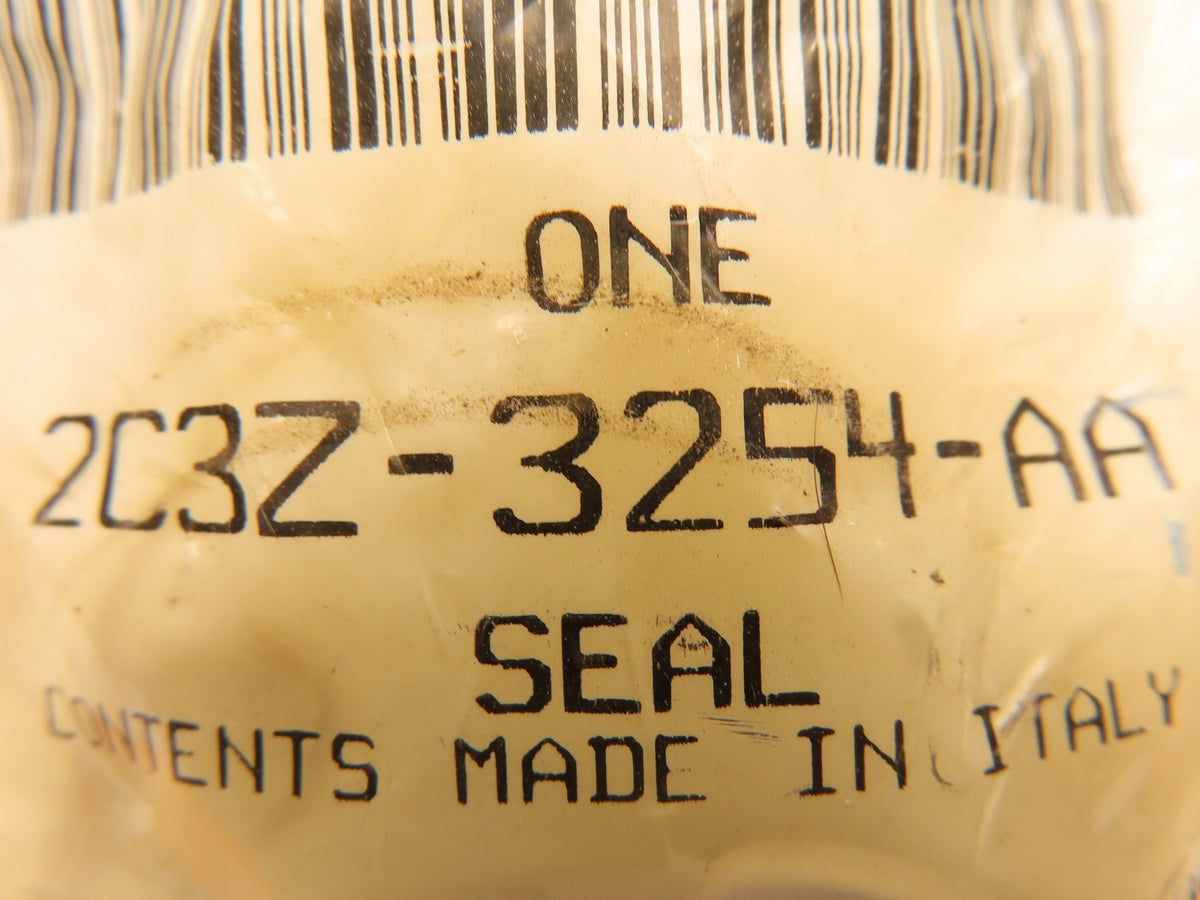 ONE
2C3Z-3254-AA
SEAL
CONTENTS MADE IN ITALY